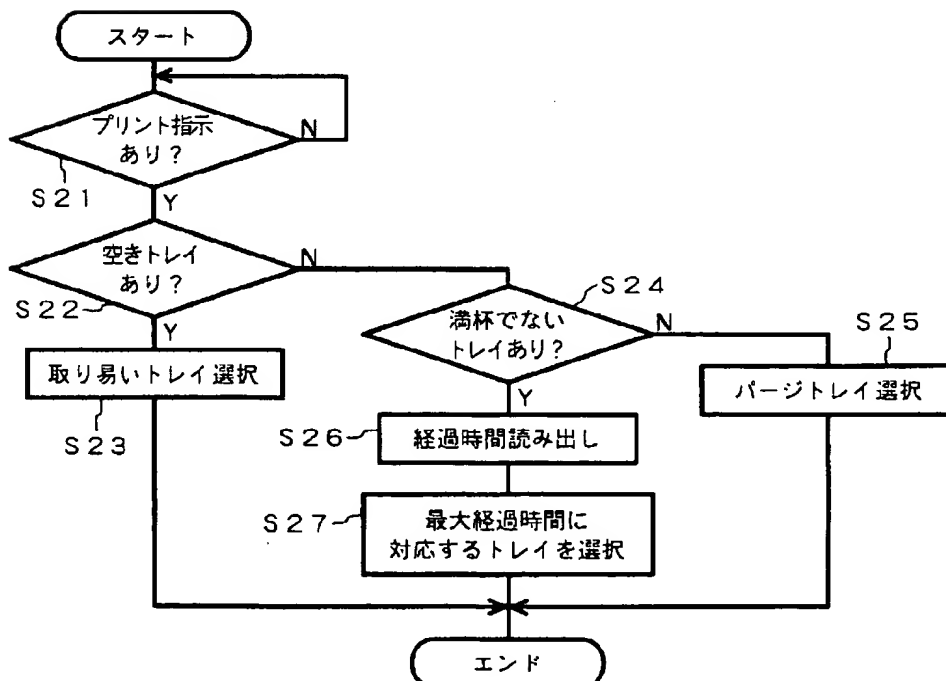 スタート
プリント指示
あり?
N
S21
Y
空きトレイ
あり?
N
S22
Y
取り易いトレイ選択
S23
S24
満杯でない
トレイあり?
N
Y
S25
パージトレイ選択
S26
経過時間読み出し
S27
最大経過時間に
対応するトレイを選択
エンド